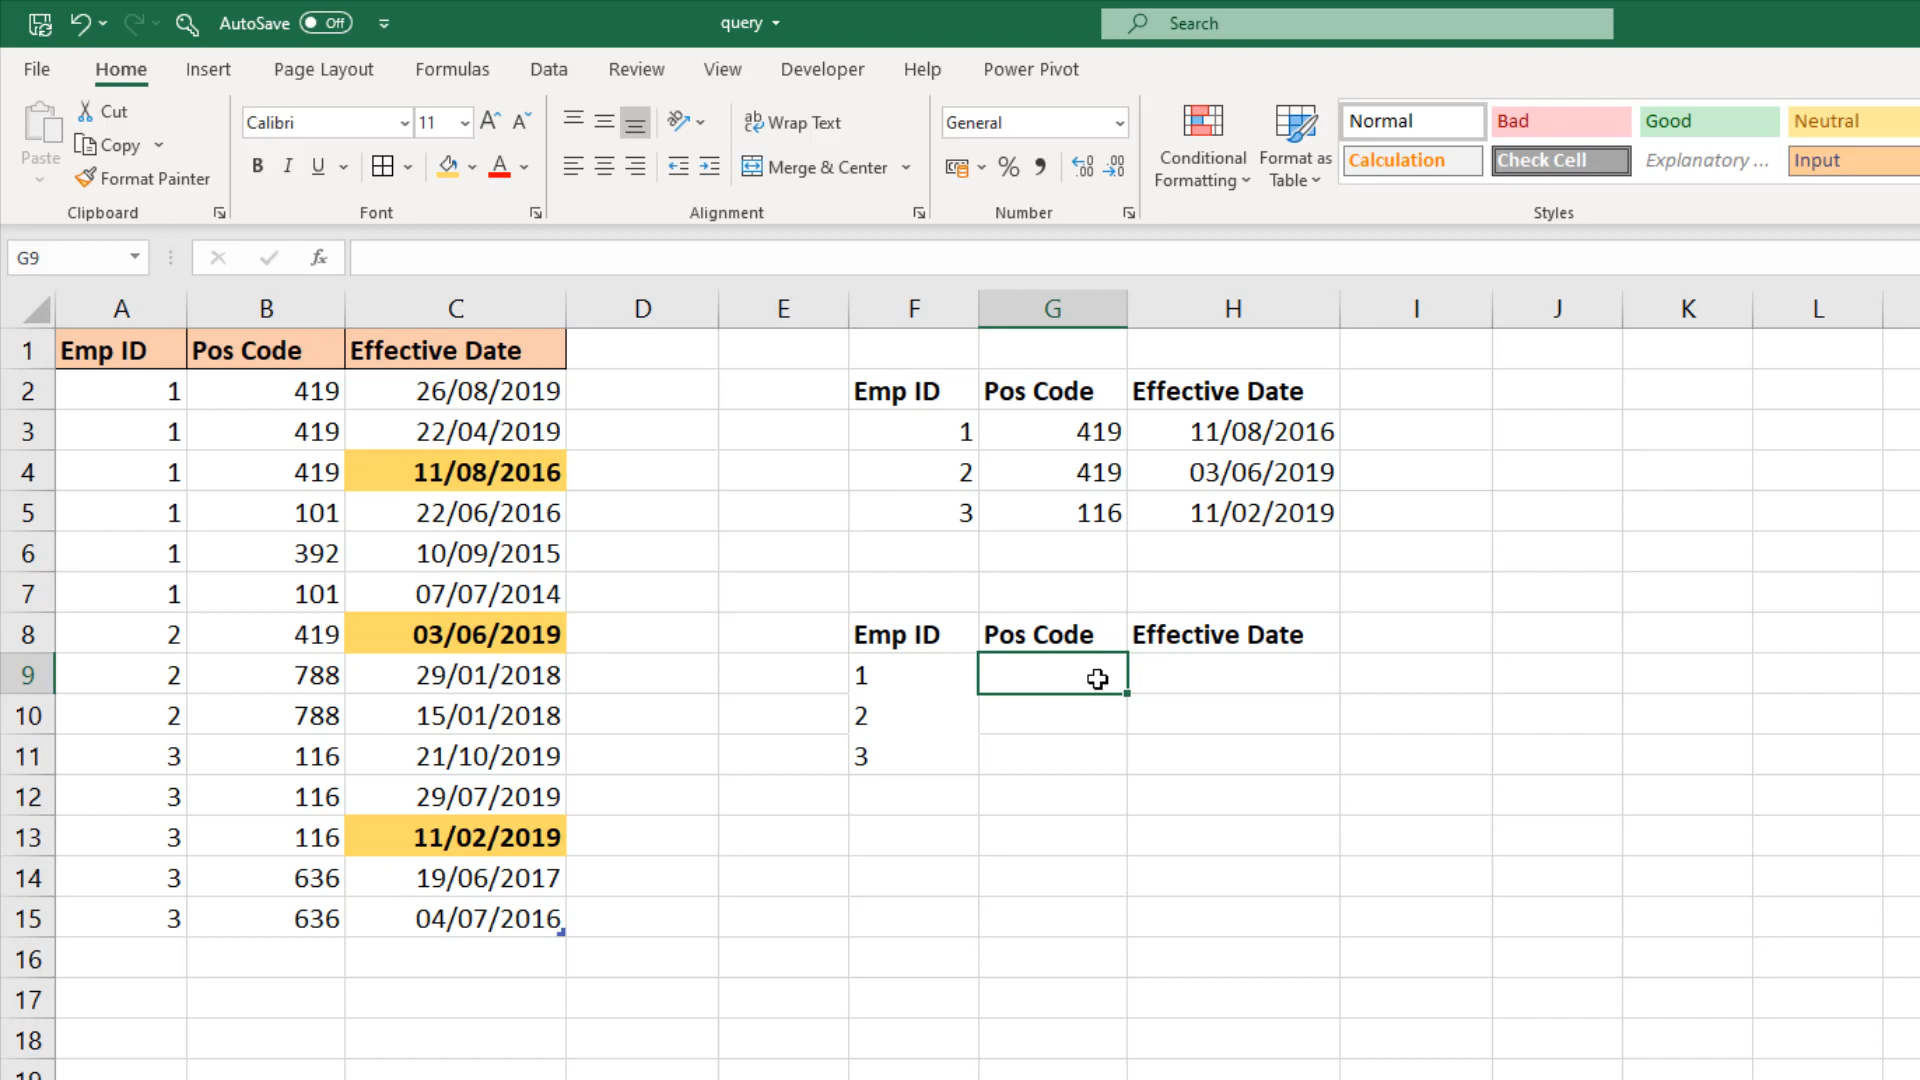 AutoSave Off query Search
File Home Insert Page Layout Formulas Data Review View Developer Help Power Pivot
Paste Cut Copy Format Painter Clipboard
Calibri 11 A A B I U A Font
ab Wrap Text Merge & Center Alignment
General % Number
Conditional Formatting Format as Table
Normal Bad Good Neutral
Calculation Check Cell Explanatory ... Input
Styles
G9 fx
A B C D E F G H I J K L
1 Emp ID Pos Code Effective Date
2 1 419 26/08/2019 Emp ID Pos Code Effective Date
3 1 419 22/04/2019 1 419 11/08/2016
4 1 419 11/08/2016 2 419 03/06/2019
5 1 101 22/06/2016 3 116 11/02/2019
6 1 392 10/09/2015
7 1 101 07/07/2014
8 2 419 03/06/2019 Emp ID Pos Code Effective Date
9 2 788 29/01/2018 1
10 2 788 15/01/2018 2
11 3 116 21/10/2019 3
12 3 116 29/07/2019
13 3 116 11/02/2019
14 3 636 19/06/2017
15 3 636 04/07/2016
16
17
18
19